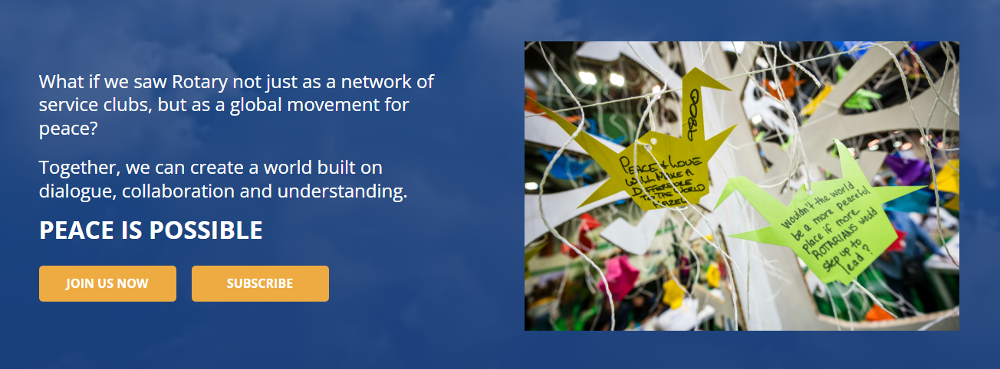 What if we saw Rotary not just as a network of
service clubs, but as a global movement for
peace?
Together, we can create a world built on
dialogue, collaboration and understanding.
PEACE IS POSSIBLE
JOIN US NOW
SUBSCRIBE
PEACE + LOVE
WILL MAKE A
DIFFERENCE
TO THE WORLD
HAZEL
Wouldn't the world
be a more peaceful
place if more
ROTARIANS would
step up to
lead?